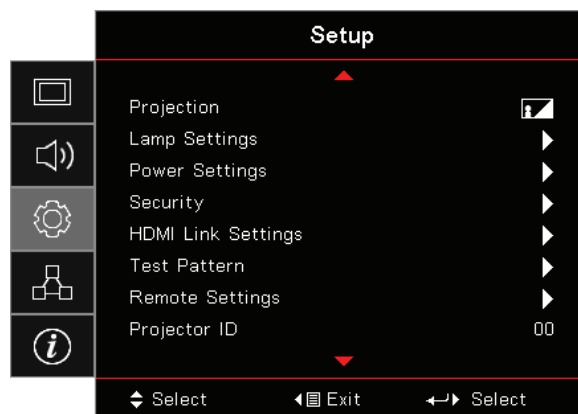 Setup
Projection
Lamp Settings
Power Settings
Security
HDMI Link Settings
Test Pattern
Remote Settings
Projector ID 00
Select Exit Select